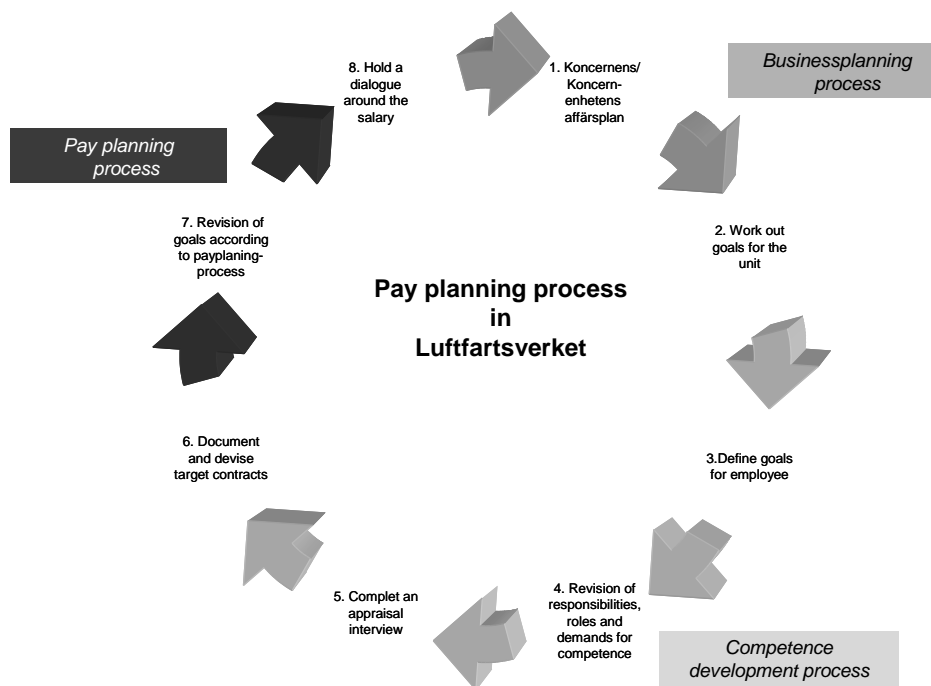 Pay planning process
in
Luftfartsverket
Businessplanning
process
1. Koncernens/
Koncern-
enhetens
affärsplan
2. Work out
goals for the
unit
3.Define goals
for employee
4. Revision of
responsibilities,
roles and
demands for
competence
Competence
development process
5. Complet an
appraisal
interview
6. Document
and devise
target contracts
7. Revision of
goals according
to payplaning-
process
Pay planning
process
8. Hold a
dialogue
around the
salary